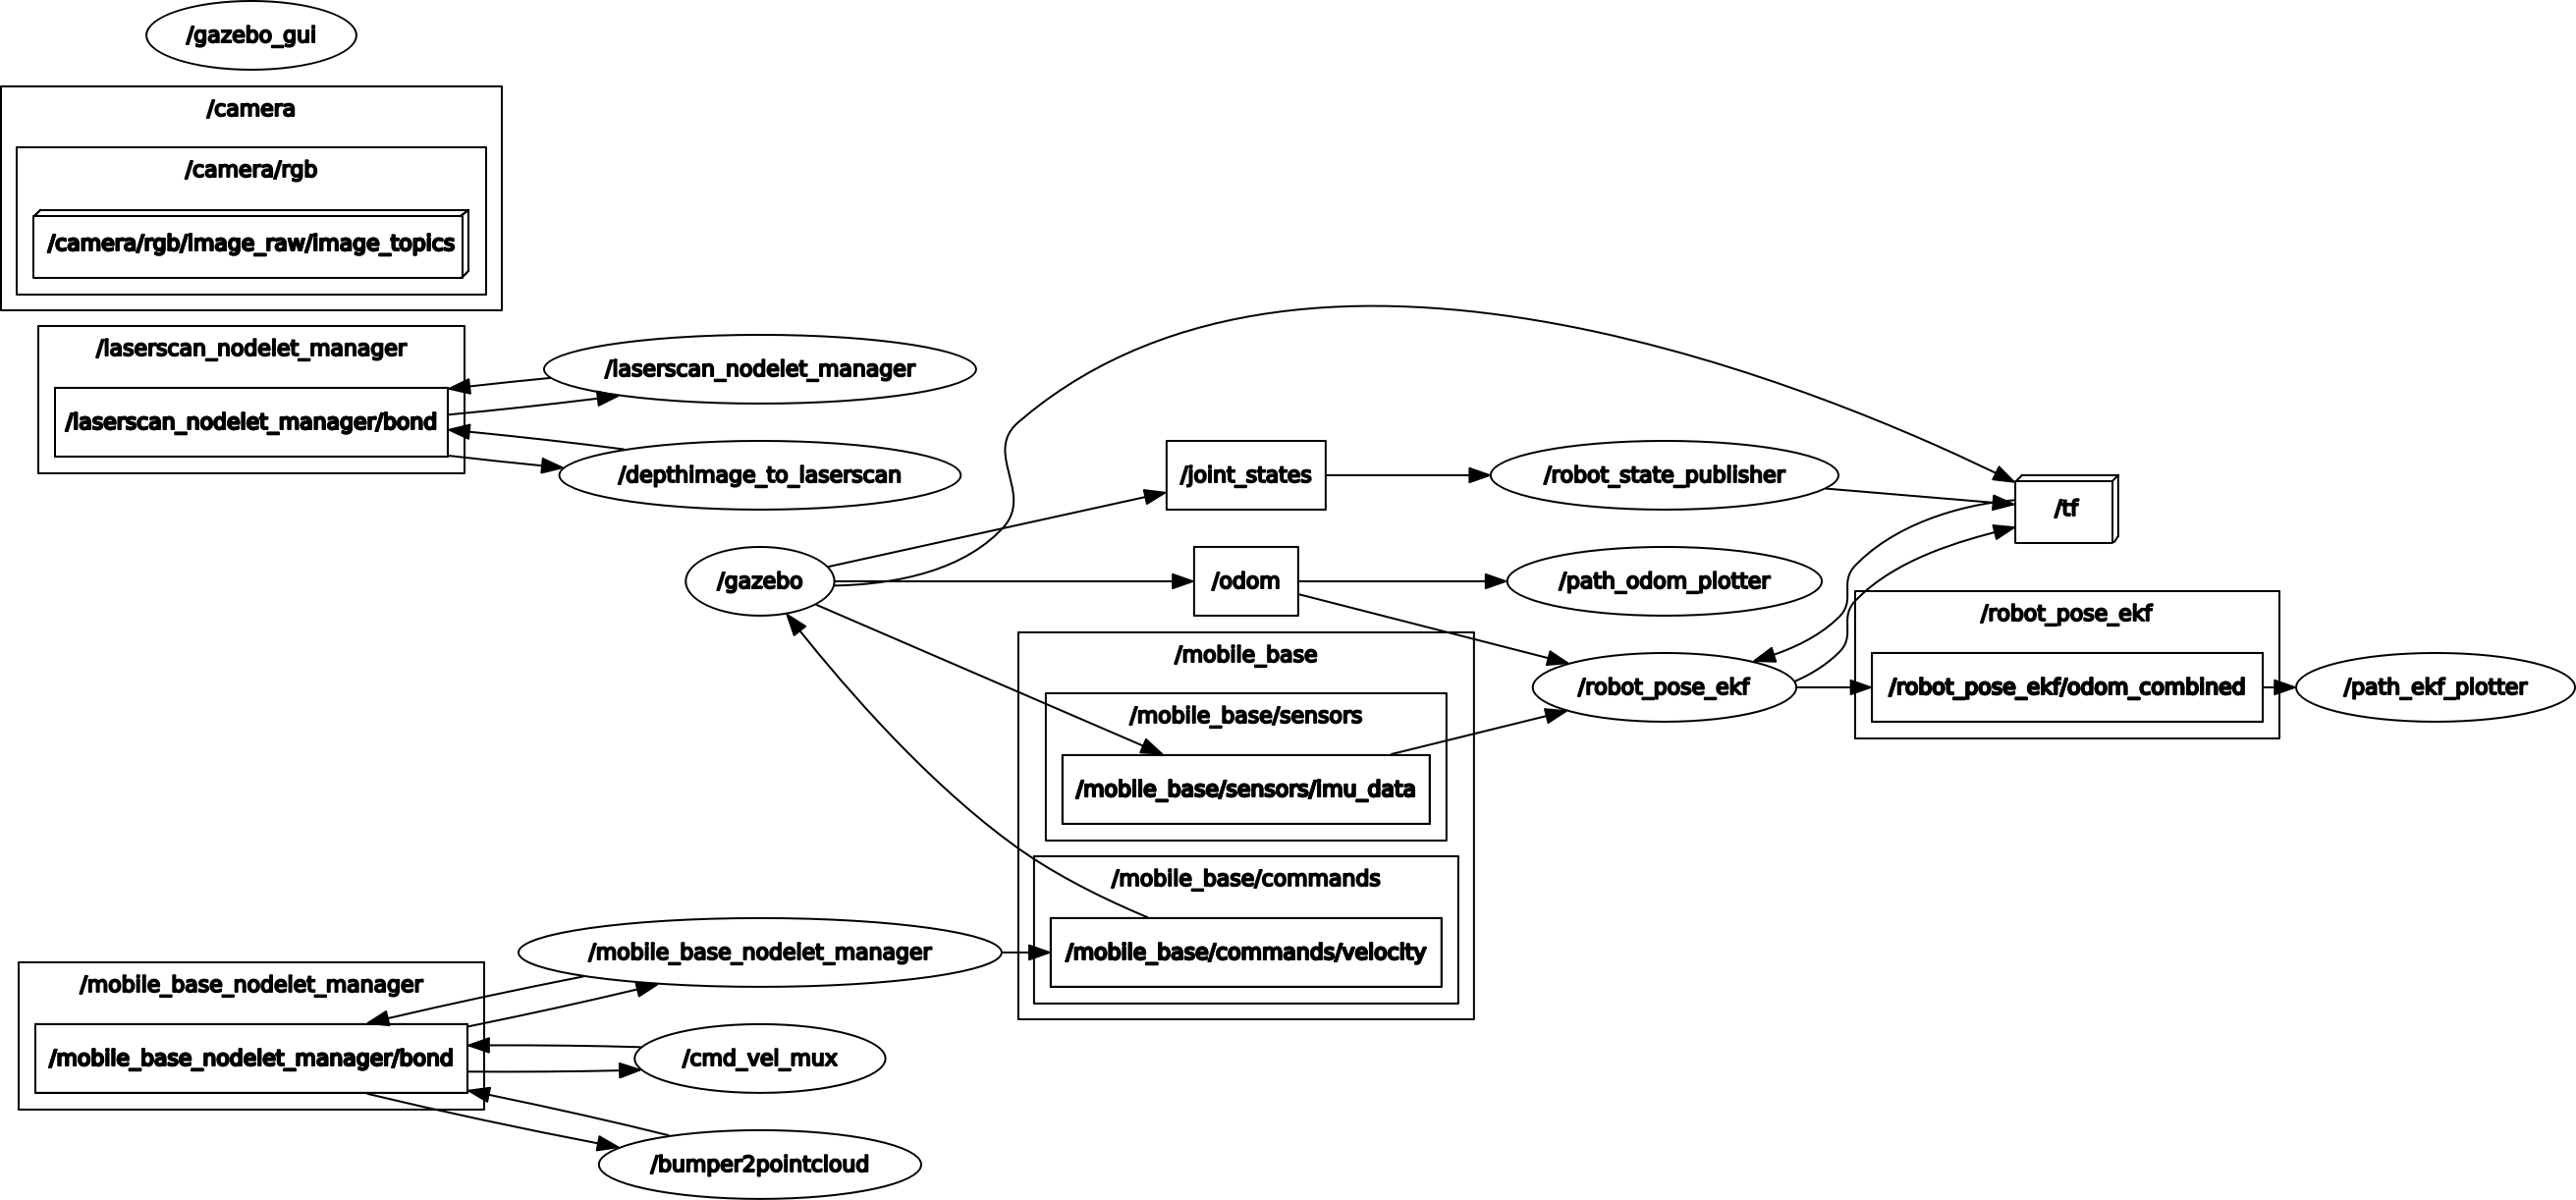 /gazebo_gui
/camera
/camera/rgb
/camera/rgb/image_raw/image_topics
/laserscan_nodelet_manager
/laserscan_nodelet_manager/bond
/laserscan_nodelet_manager
/depthimage_to_laserscan
/gazebo
/joint_states
/robot_state_publisher
/tf
/odom
/path_odom_plotter
/mobile_base
/mobile_base/sensors
/mobile_base/sensors/imu_data
/mobile_base/commands
/mobile_base/commands/velocity
/robot_pose_ekf
/robot_pose_ekf
/robot_pose_ekf/odom_combined
/path_ekf_plotter
/mobile_base_nodelet_manager
/mobile_base_nodelet_manager
/mobile_base_nodelet_manager/bond
/cmd_vel_mux
/bumper2pointcloud